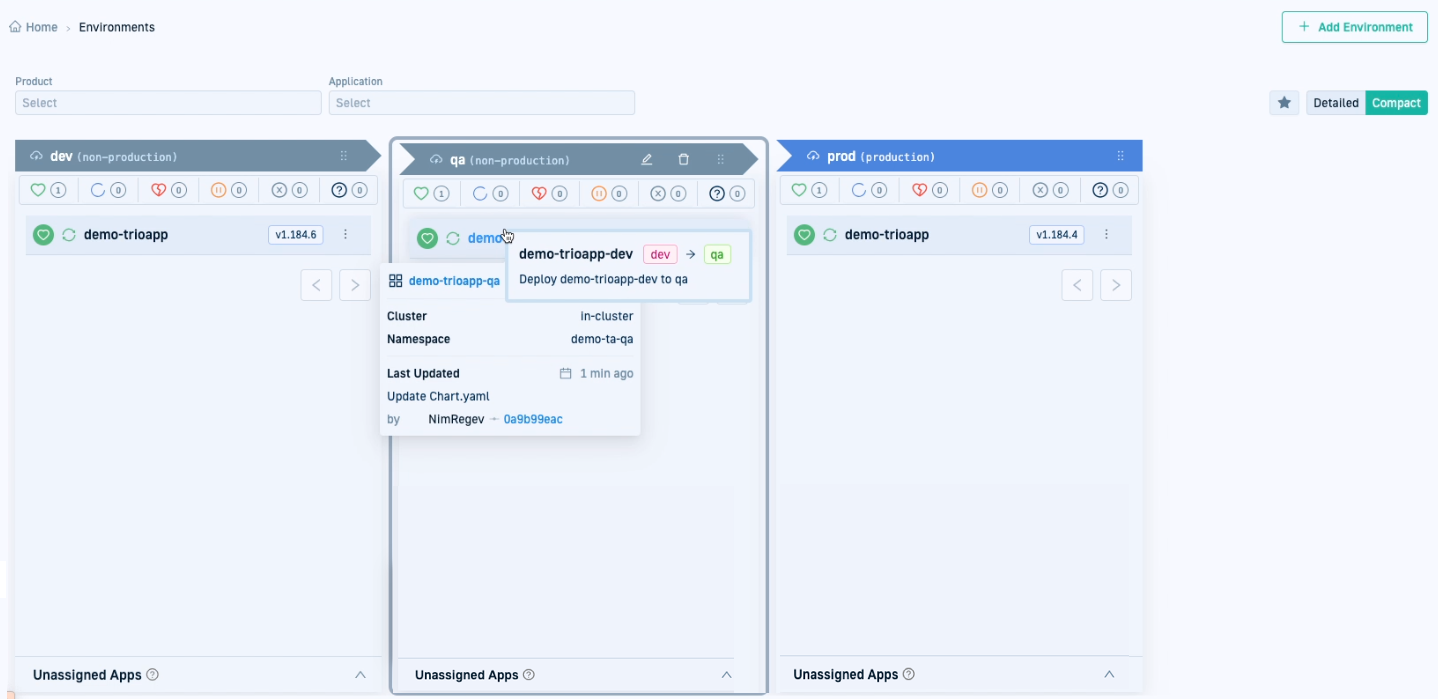 Home > Environments
+ Add Environment
Product
Application
Select
Select
Detailed
Compact
dev (non-production)
1 0 0 0 0 ? 0
demo-trioapp v1.184.6
< >
Unassigned Apps ?
qa (non-production)
1 0 0 0 0 ? 0
demo
demo-trioapp-dev dev → qa
Deploy demo-trioapp-dev to qa
demo-trioapp-qa
Cluster in-cluster
Namespace demo-ta-qa
Last Updated 1 min ago
Update Chart.yaml
by NimRegev 0a9b99eac
Unassigned Apps ?
prod (production)
1 0 0 0 0 ? 0
demo-trioapp v1.184.4
< >
Unassigned Apps ?